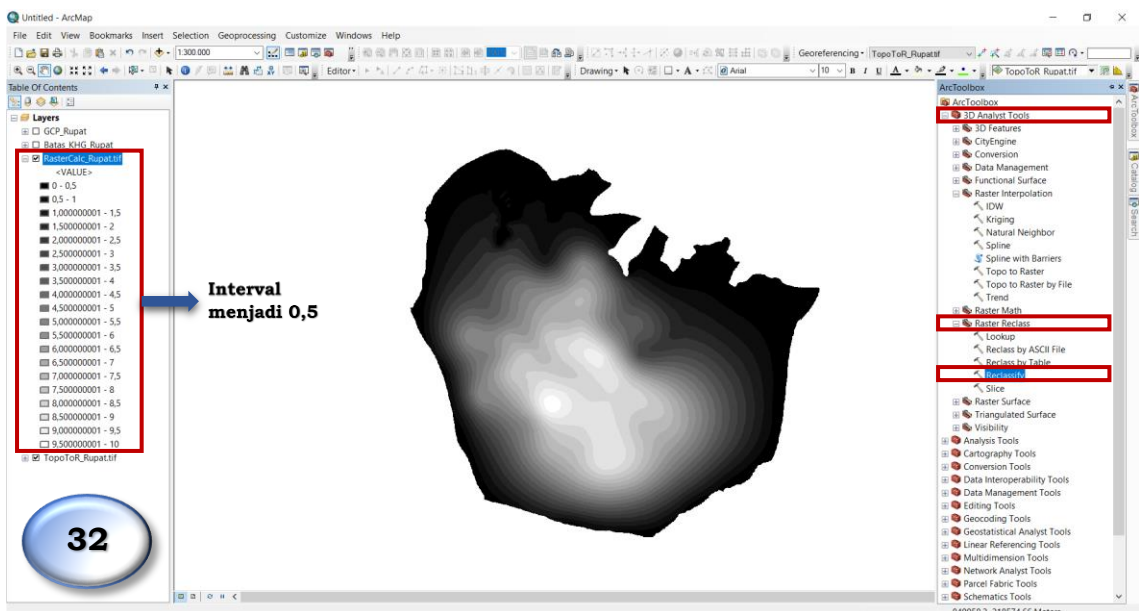 Untitled - ArcMap
File Edit View Bookmarks Insert Selection Geoprocessing Customize Windows Help
1:300.000
Georeferencing
TopoToR_Rupat.tif
Editor
Drawing
A
Arial
10
B I U A
TopoToR_Rupat.tif
Table Of Contents
Layers
GCP_Rupat
Batas_KHG_Rupat
RasterCalc_Rupat.tif
<VALUE>
0 - 0,5
0,5 - 1
1,000000001 - 1,5
1,500000001 - 2
2,000000001 - 2,5
2,500000001 - 3
3,000000001 - 3,5
3,500000001 - 4
4,000000001 - 4,5
4,500000001 - 5
5,000000001 - 5,5
5,500000001 - 6
6,000000001 - 6,5
6,500000001 - 7
7,000000001 - 7,5
7,500000001 - 8
8,000000001 - 8,5
8,500000001 - 9
9,000000001 - 9,5
9,500000001 - 10
TopoToR_Rupat.tif
32
Interval
menjadi 0,5
ArcToolbox
ArcToolbox
3D Analyst Tools
3D Features
CityEngine
Conversion
Data Management
Functional Surface
Raster Interpolation
IDW
Kriging
Natural Neighbor
Spline
Spline with Barriers
Topo to Raster
Topo to Raster by File
Trend
Raster Math
Raster Reclass
Lookup
Reclass by ASCII File
Reclass by Table
Reclassify
Slice
Raster Surface
Triangulated Surface
Visibility
Analysis Tools
Cartography Tools
Conversion Tools
Data Interoperability Tools
Data Management Tools
Editing Tools
Geocoding Tools
Geostatistical Analyst Tools
Linear Referencing Tools
Multidimension Tools
Network Analyst Tools
Parcel Fabric Tools
Schematics Tools
ArcToolbox
Catalog
Search